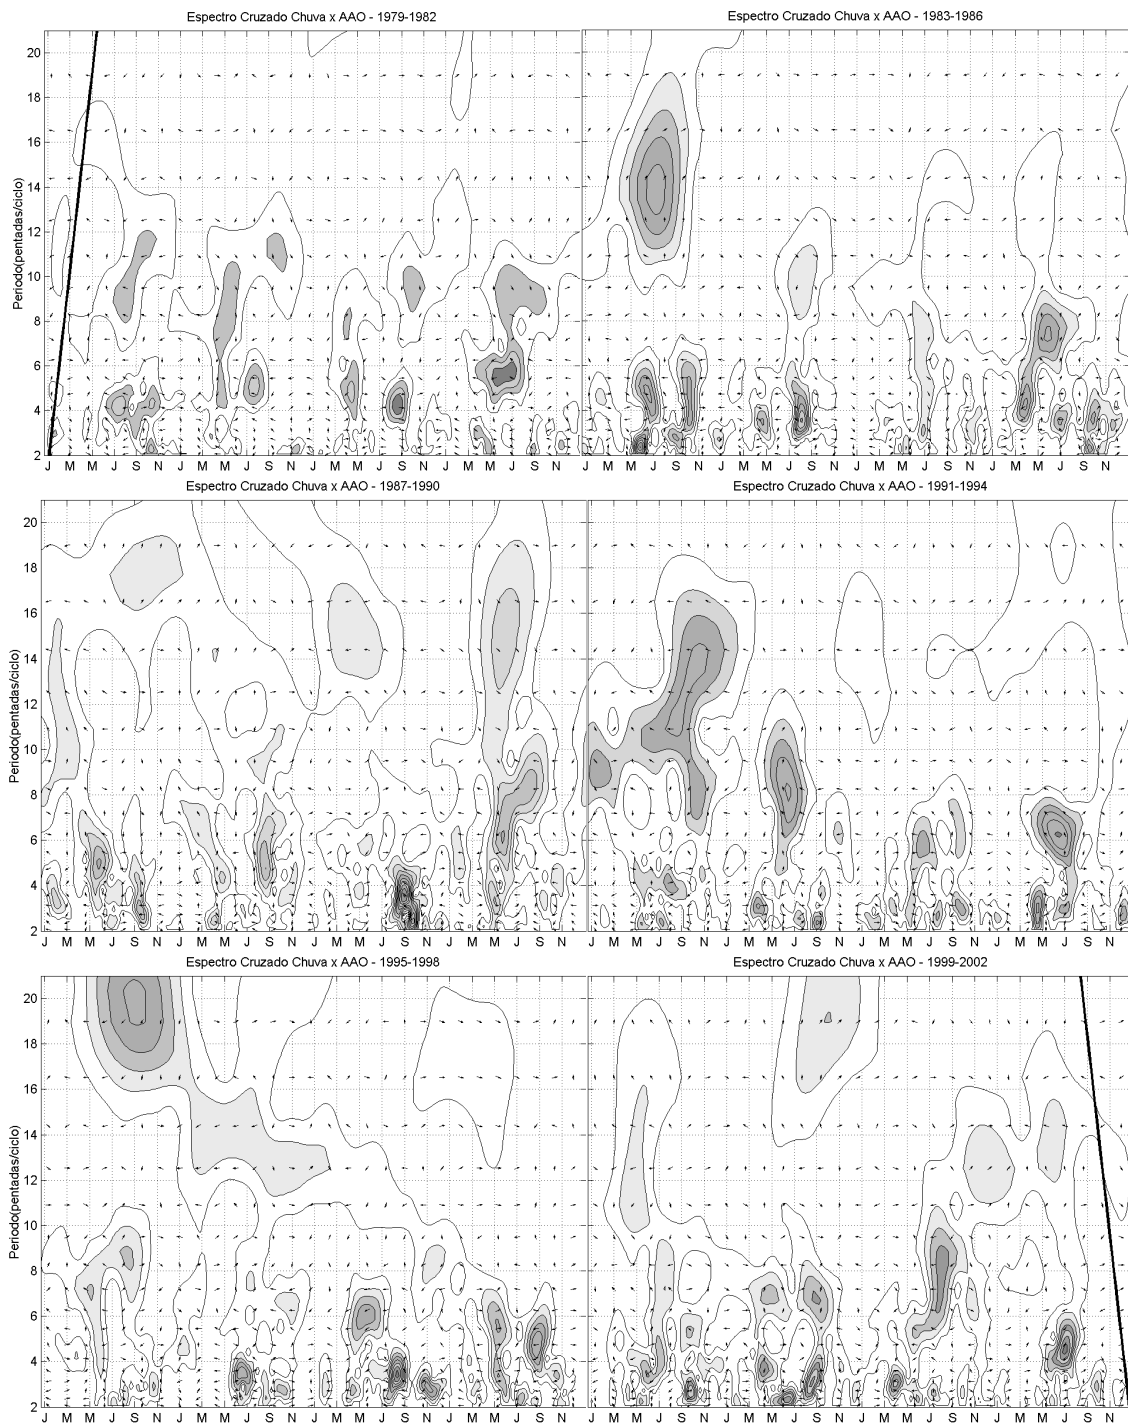 Espectro Cruzado Chuva x AAO - 1979-1982
20
18
16
14
12
10
8
6
4
2
Periodo(pentadas/ciclo)
J M M J S N J M M J S N J M M J S N J M M J S N
Espectro Cruzado Chuva x AAO - 1983-1986
J M M J S N J M M J S N J M M J S N J M M J S N
Espectro Cruzado Chuva x AAO - 1987-1990
20
18
16
14
12
10
8
6
4
2
Periodo(pentadas/ciclo)
J M M J S N J M M J S N J M M J S N J M M J S N
Espectro Cruzado Chuva x AAO - 1991-1994
J M M J S N J M M J S N J M M J S N J M M J S N
Espectro Cruzado Chuva x AAO - 1995-1998
20
18
16
14
12
10
8
6
4
2
Periodo(pentadas/ciclo)
J M M J S N J M M J S N J M M J S N J M M J S N
Espectro Cruzado Chuva x AAO - 1999-2002
J M M J S N J M M J S N J M M J S N J M M J S N